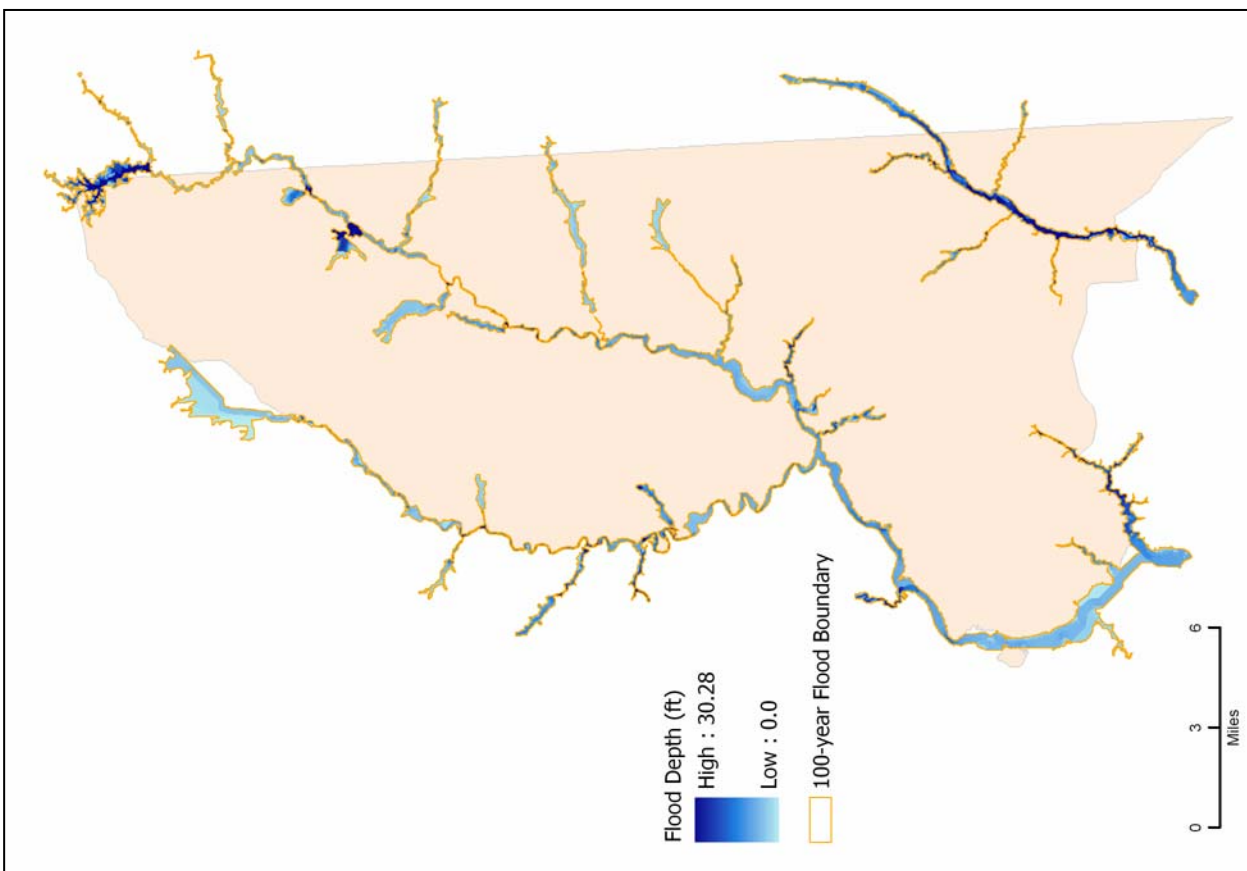 Flood Depth (ft)
High : 30.28
Low : 0.0
100-year Flood Boundary
0 3 6
Miles